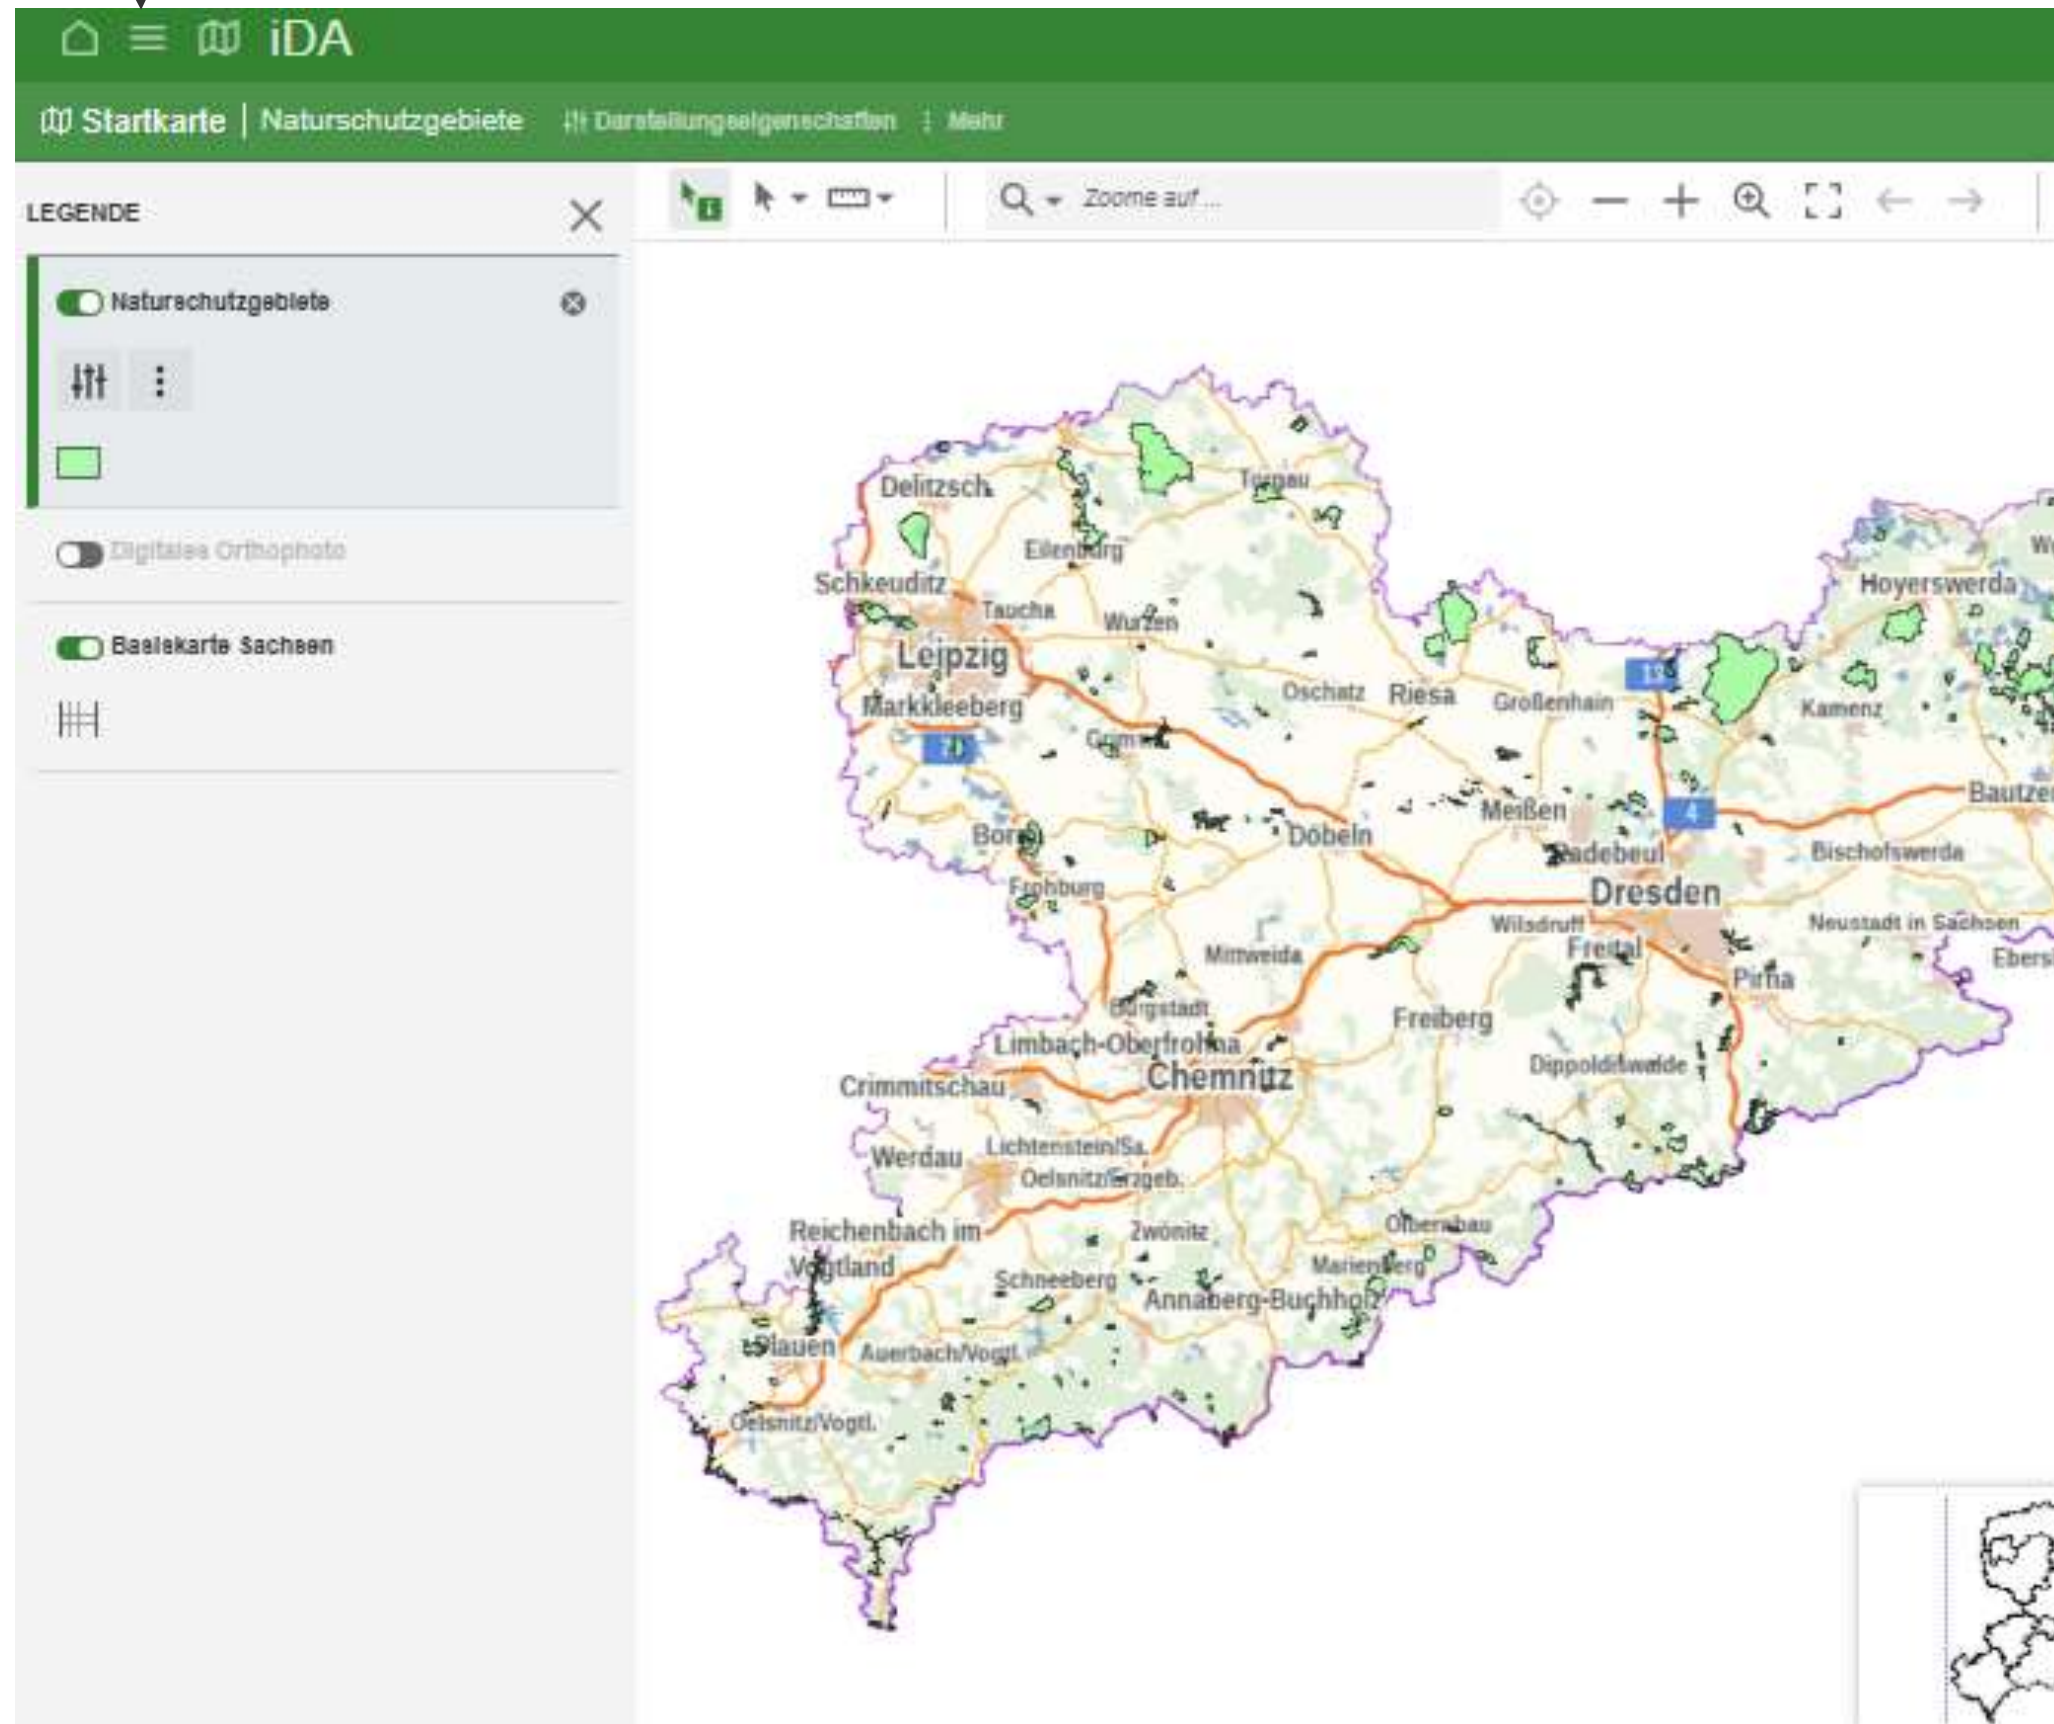 iDA
Startkarte | Naturschutzgebiete Darstellungseigenschaften Mehr
LEGENDE
Zoome auf ...
Naturschutzgebiete
Digitales Orthophoto
Basiskarte Sachsen
Delitzsch
Torgau
Eilenburg
Schkeuditz
Hoyerswerda
Taucha
Wurzen
Leipzig
13
Oschatz
Riesa
Großenhain
Kamenz
Markkleeberg
Grimma
Meißen
4
Borna
Döbeln
Radebeul
Bischofswerda
Frohburg
Dresden
Wilsdruff
Neustadt in Sachsen
Mittweida
Freital
Pirna
Burgstädt
Freiberg
Limbach-Oberfrohna
Dippoldiswalde
Crimmitschau
Chemnitz
Lichtenstein/Sa.
Werdau
Oelsnitz/Erzgeb.
Reichenbach im
Vogtland
Zwönitz
Olbernhau
Marienberg
Schneeberg
Annaberg-Buchholz
Plauen
Auerbach/Vogtl.
Oelsnitz/Vogtl.